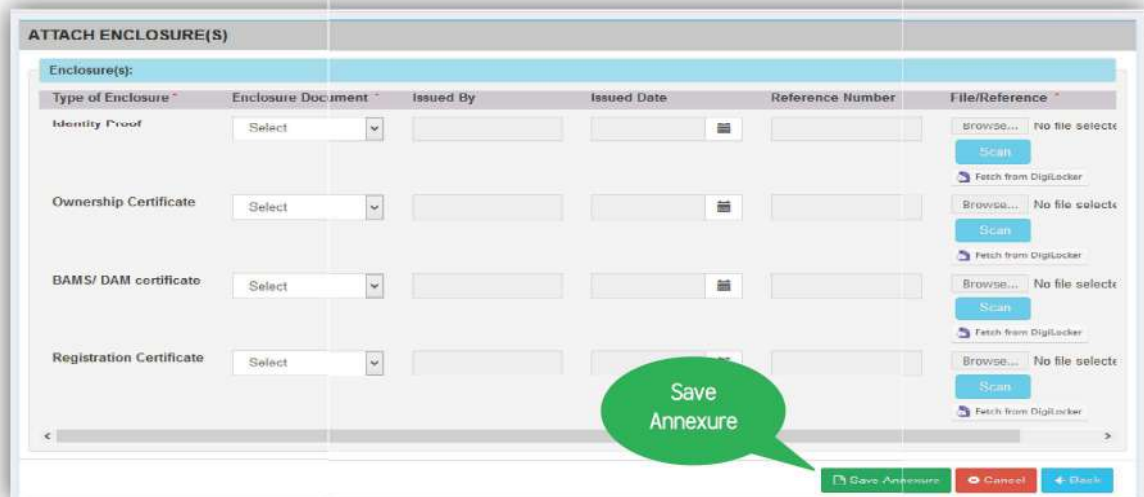 ATTACH ENCLOSURE(S)
Enclosure(s):
Type of Enclosure * Enclosure Document * Issued By Issued Date Reference Number File/Reference *
Identity Proof Select Browse... No file selecte
Scan
Fetch from DigiLocker
Ownership Certificate Select Browse... No file selecte
Scan
Fetch from DigiLocker
BAMS/ DAM certificate Select Browse... No file selecte
Scan
Fetch from DigiLocker
Registration Certificate Select Browse... No file selecte
Scan
Fetch from DigiLocker
Save
Annexure
Save Annexure Cancel Back